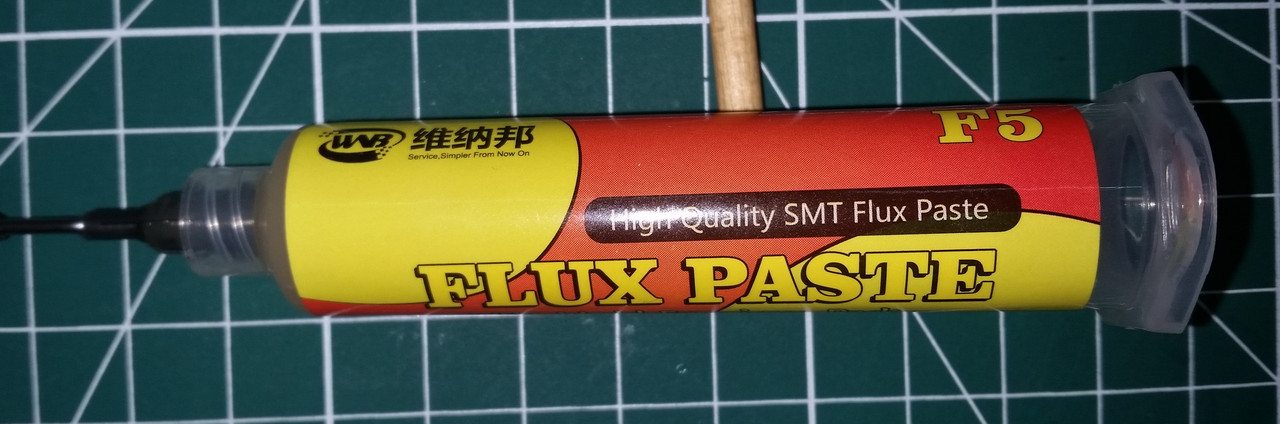 WNB 维纳邦
Service,Simpler From Now On
F5
High Quality SMT Flux Paste
FLUX PASTE